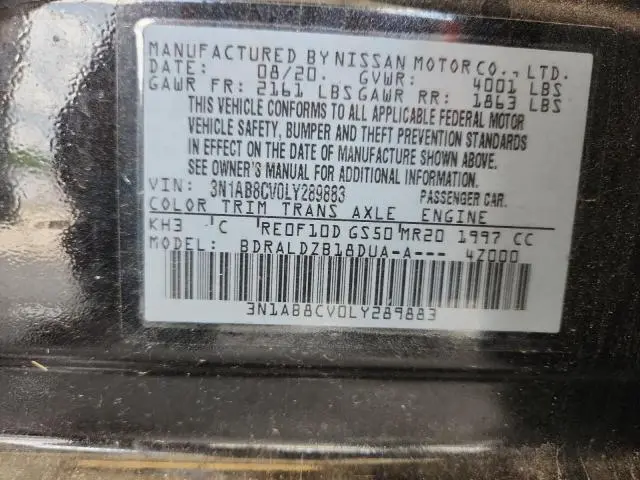 MANUFACTURED BY NISSAN MOTOR CO., LTD.
DATE: 08/20. GVWR: 4001 LBS
GAWR FR: 2161 LBS GAWR RR: 1863 LBS
THIS VEHICLE CONFORMS TO ALL APPLICABLE FEDERAL MOTOR
VEHICLE SAFETY, BUMPER AND THEFT PREVENTION STANDARDS
IN EFFECT ON THE DATE OF MANUFACTURE SHOWN ABOVE.
SEE OWNER'S MANUAL FOR ADDITIONAL INFORMATION.
VIN: 3N1AB8CV0LY289883 PASSENGER CAR.
COLOR TRIM TRANS AXLE ENGINE
KH3 C RE0F10D GS50 MR20 1997 CC
MODEL: BDRALDZB18DUA-A--- 4Z000
3N1AB8CV0LY289883